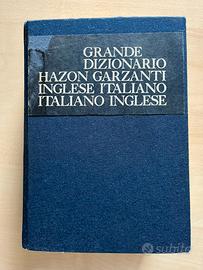 GRANDE
DIZIONARIO
HAZON GARZANTI
INGLESE ITALIANO
ITALIANO INGLESE
subito